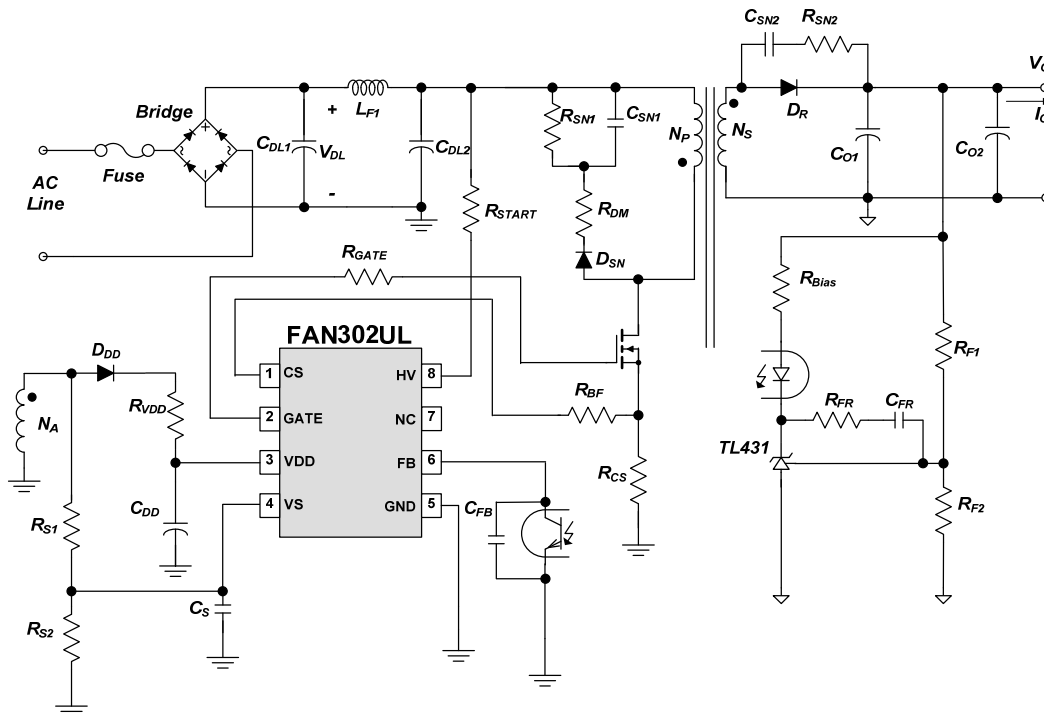 CSN2
RSN2
VO
IO
Bridge
+
LF1
RSN1
CSN1
NP
NS
DR
CDL1
VDL
CDL2
CO1
CO2
Fuse
AC
Line
-
RSTART
RDM
RGATE
DSN
RBias
FAN302UL
DDD
1
CS
HV
8
RF1
RVDD
RBF
2
GATE
NC
7
RFR
CFR
NA
TL431
3
VDD
FB
6
RCS
4
VS
GND
5
CFB
RF2
RS1
CDD
CS
RS2